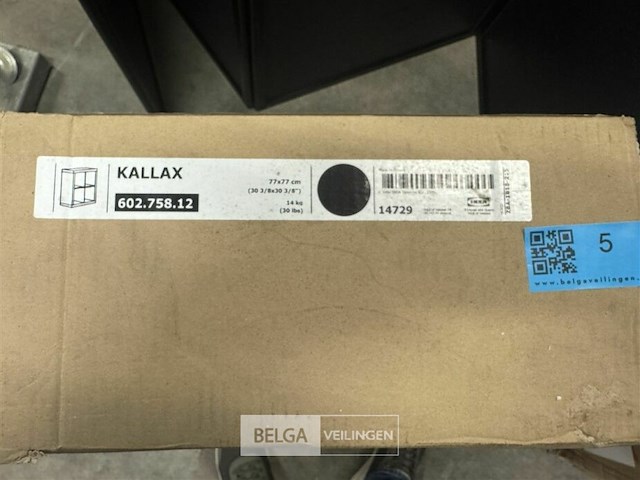 KALLAX
602.758.12
77x77 cm
(30 3/8x30 3/8")
14 kg
(30 lbs)
14729
IKEA
5
www.belgaveilingen.
BELGA VEILINGEN